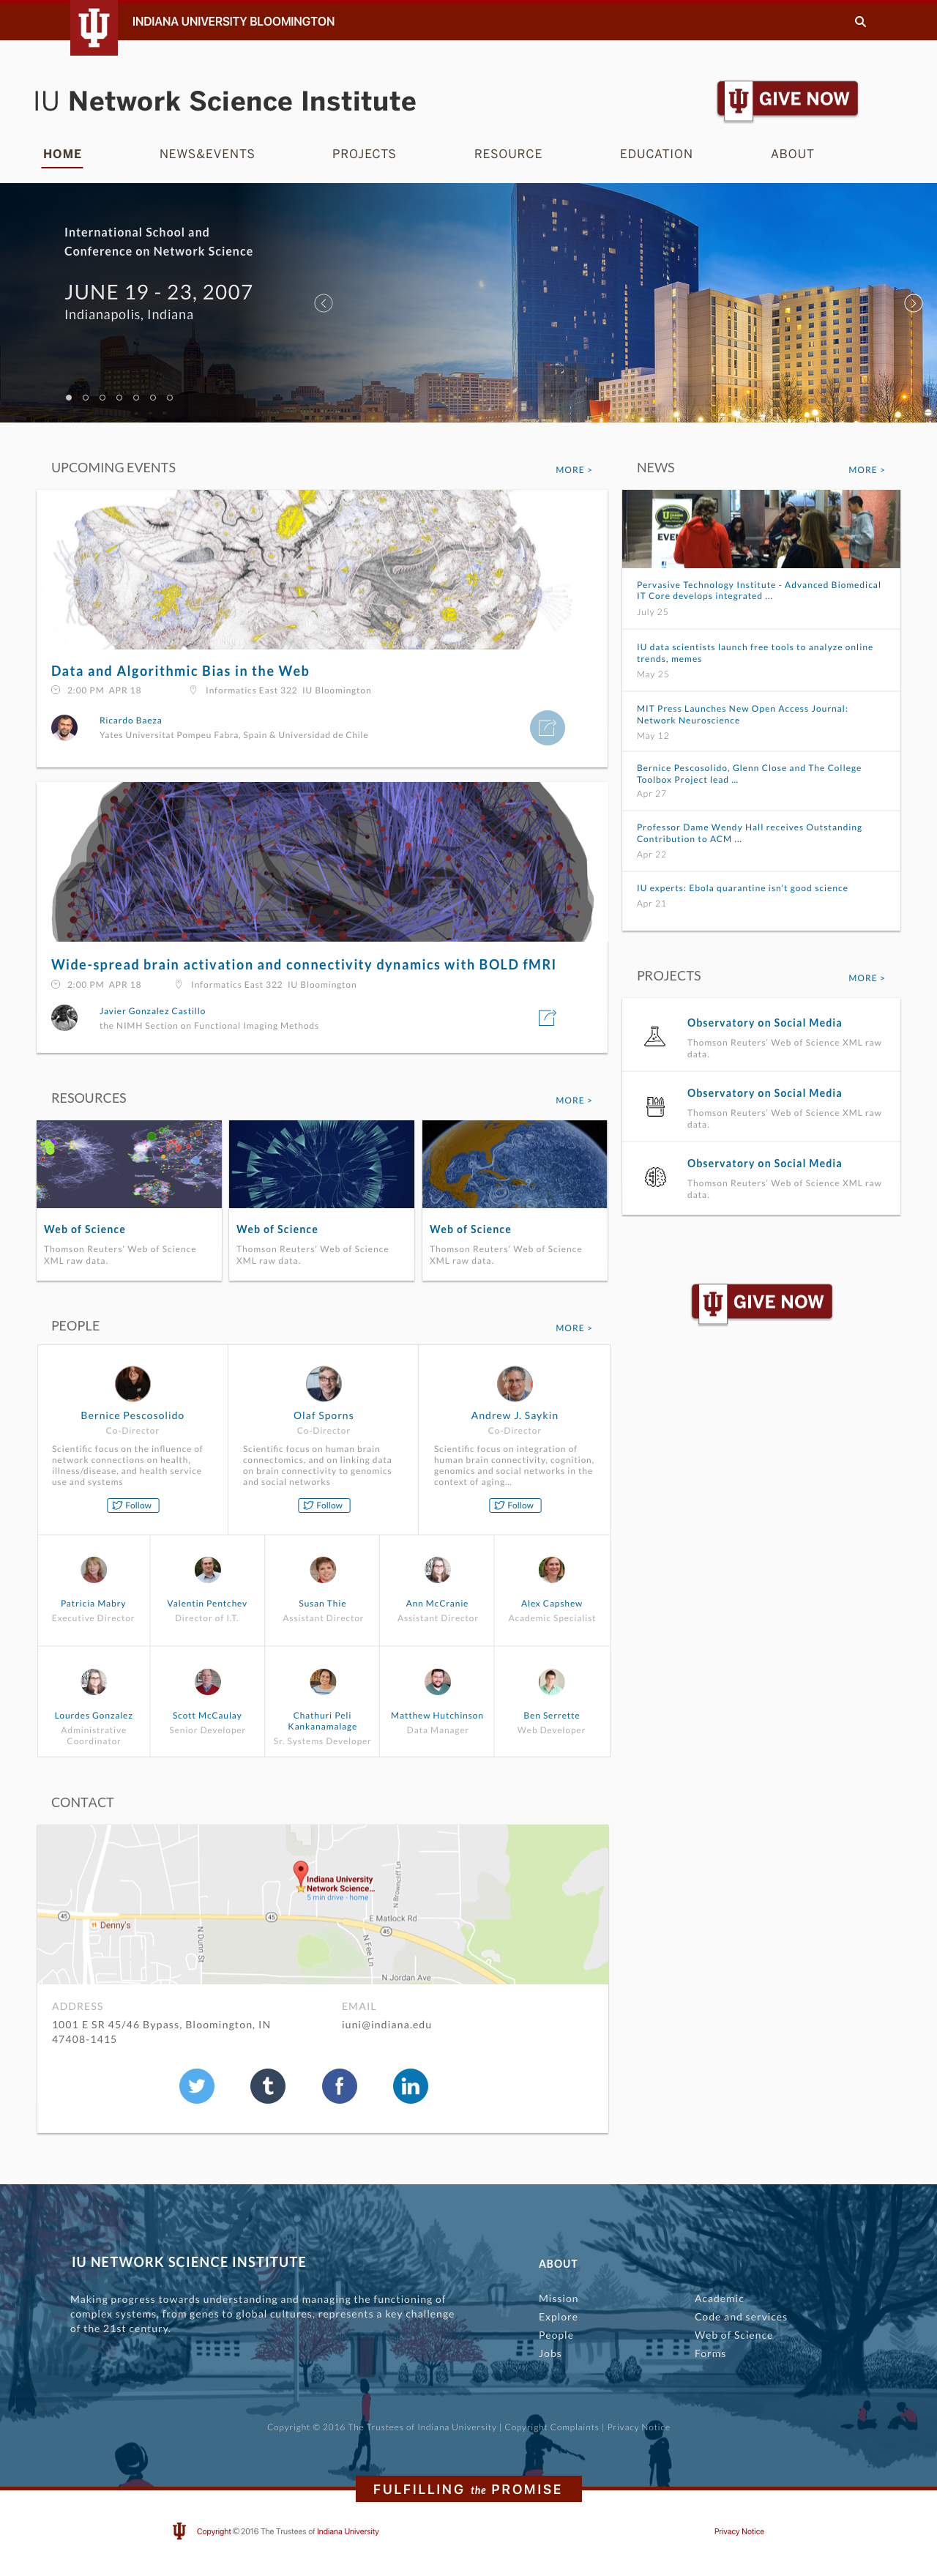 INDIANA UNIVERSITY BLOOMINGTON
IU Network Science Institute
GIVE NOW
HOME
NEWS&EVENTS
PROJECTS
RESOURCE
EDUCATION
ABOUT
International School and
Conference on Network Science
JUNE 19 - 23, 2007
Indianapolis, Indiana
UPCOMING EVENTS
MORE >
Data and Algorithmic Bias in the Web
2:00 PM APR 18
Informatics East 322 IU Bloomington
Ricardo Baeza
Yates Universitat Pompeu Fabra, Spain & Universidad de Chile
Wide-spread brain activation and connectivity dynamics with BOLD fMRI
2:00 PM APR 18
Informatics East 322 IU Bloomington
Javier Gonzalez Castillo
the NIMH Section on Functional Imaging Methods
NEWS
MORE >
EVEN
Pervasive Technology Institute - Advanced Biomedical
IT Core develops integrated ...
July 25
IU data scientists launch free tools to analyze online
trends, memes
May 25
MIT Press Launches New Open Access Journal:
Network Neuroscience
May 12
Bernice Pescosolido, Glenn Close and The College
Toolbox Project lead ...
Apr 27
Professor Dame Wendy Hall receives Outstanding
Contribution to ACM ...
Apr 22
IU experts: Ebola quarantine isn't good science
Apr 21
PROJECTS
MORE >
Observatory on Social Media
Thomson Reuters' Web of Science XML raw
data.
Observatory on Social Media
Thomson Reuters' Web of Science XML raw
data.
Observatory on Social Media
Thomson Reuters' Web of Science XML raw
data.
GIVE NOW
RESOURCES
MORE >
Web of Science
Thomson Reuters' Web of Science
XML raw data.
Web of Science
Thomson Reuters' Web of Science
XML raw data.
Web of Science
Thomson Reuters' Web of Science
XML raw data.
PEOPLE
MORE >
Bernice Pescosolido
Co-Director
Scientific focus on the influence of
network connections on health,
illness/disease, and health service
use and systems
Follow
Olaf Sporns
Co-Director
Scientific focus on human brain
connectomics, and on linking data
on brain connectivity to genomics
and social networks
Follow
Andrew J. Saykin
Co-Director
Scientific focus on integration of
human brain connectivity, cognition,
genomics and social networks in the
context of aging...
Follow
Patricia Mabry
Executive Director
Valentin Pentchev
Director of I.T.
Susan Thie
Assistant Director
Ann McCranie
Assistant Director
Alex Capshew
Academic Specialist
Lourdes Gonzalez
Administrative
Coordinator
Scott McCaulay
Senior Developer
Chathuri Peli
Kankanamalage
Sr. Systems Developer
Matthew Hutchinson
Data Manager
Ben Serrette
Web Developer
CONTACT
Indiana University
Network Science...
5 min drive - home
N Browncliff Ln
45
45
45
Denny's
E Matlock Rd
N Dunn St
N Fee Ln
N Jordan Ave
ADDRESS
1001 E SR 45/46 Bypass, Bloomington, IN
47408-1415
EMAIL
iuni@indiana.edu
IU NETWORK SCIENCE INSTITUTE
Making progress towards understanding and managing the functioning of
complex systems, from genes to global cultures, represents a key challenge
of the 21st century.
ABOUT
Mission
Explore
People
Jobs
Academic
Code and services
Web of Science
Forms
Copyright © 2016 The Trustees of Indiana University | Copyright Complaints | Privacy Notice
FULFILLING the PROMISE
Copyright © 2016 The Trustees of Indiana University
Privacy Notice